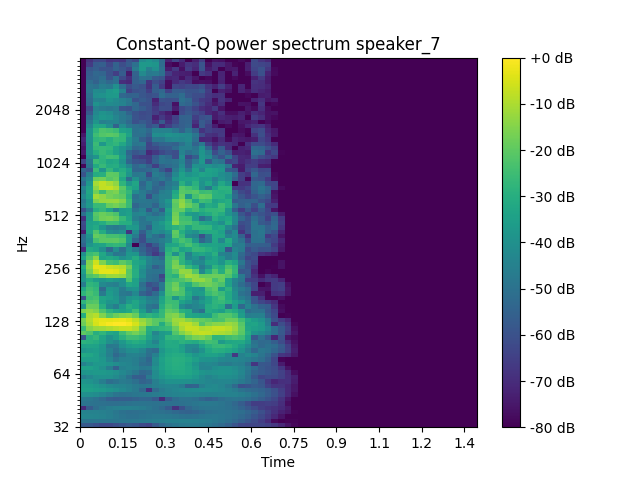 Constant-Q power spectrum speaker_7
+0 dB
-10 dB
-20 dB
-30 dB
-40 dB
-50 dB
-60 dB
-70 dB
-80 dB
2048
1024
512
256
128
64
32
Hz
0 0.15 0.3 0.45 0.6 0.75 0.9 1.1 1.2 1.4
Time